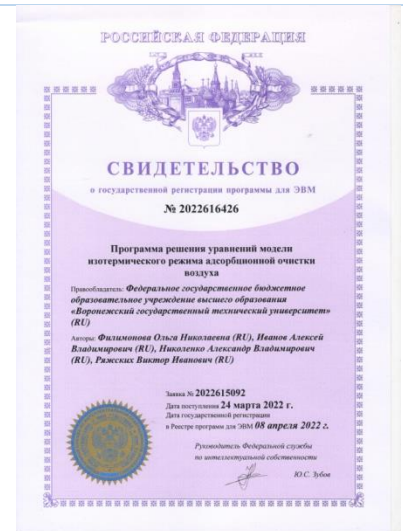 РОССИЙСКАЯ ФЕДЕРАЦИЯ
СВИДЕТЕЛЬСТВО
о государственной регистрации программы для ЭВМ
№ 2022616426
Программа решения уравнений модели
изотермического режима адсорбционной очистки
воздуха
Правообладатель: Федеральное государственное бюджетное
образовательное учреждение высшего образования
«Воронежский государственный технический университет»
(RU)
Авторы: Филимонова Ольга Николаевна (RU), Иванов Алексей
Владимирович (RU), Николенко Александр Владимирович
(RU), Ряжских Виктор Иванович (RU)
Заявка № 2022615092
Дата поступления 24 марта 2022 г.
Дата государственной регистрации
в Реестре программ для ЭВМ 08 апреля 2022 г.
Руководитель Федеральной службы
по интеллектуальной собственности
Ю.С. Зубов